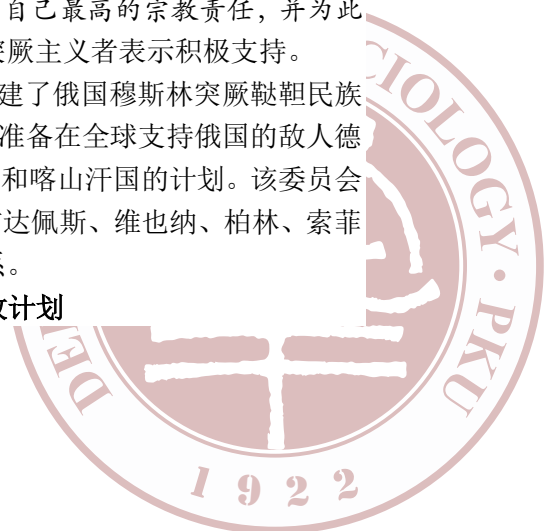 自己最高的宗教责任，并为此
突厥主义者表示积极支持。
建了俄国穆斯林突厥鞑靼民族
准备在全球支持俄国的敌人德
和喀山汗国的计划。该委员会
达佩斯、维也纳、柏林、索菲
。
计划
CIOLOGY · PKU
1922